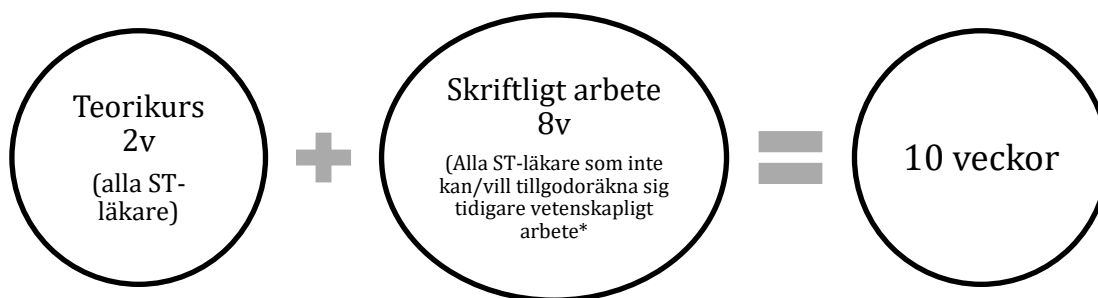 Teorikurs
2v
(alla ST-
läkare)
Skriftligt arbete
8v
(Alla ST-läkare som inte
kan/vill tillgodoräkna sig
tidigare vetenskapligt
arbete*
10 veckor